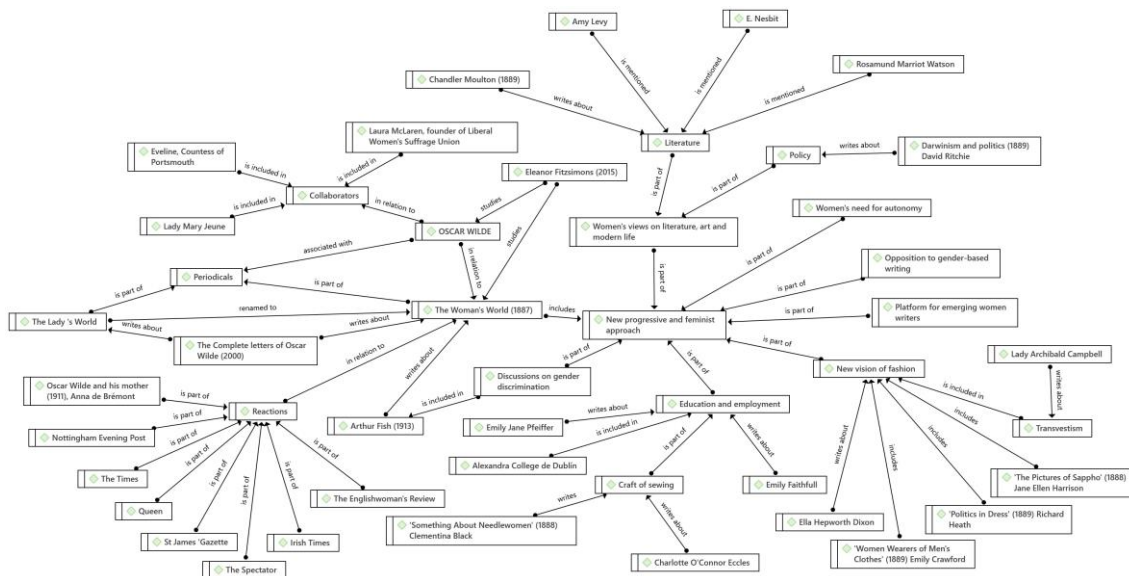 Amy Levy
E. Nesbit
Chandler Moulton (1889)
Rosamund Marriot Watson
is mentioned
is mentioned
is mentioned
writes about
Laura McLaren, founder of Liberal
Women's Suffrage Union
Eveline, Countess of
Portsmouth
Literature
Policy
writes about
Darwinism and politics (1889)
David Ritchie
is included in
is included in
Eleanor Fitzsimons (2015)
is part of
is part of
Collaborators
Women's need for autonomy
Lady Mary Jeune
is included in
in relation to
studies
studies
OSCAR WILDE
Women's views on literature, art and
modern life
is part of
associated with
in relation to
is part of
Opposition to gender-based
writing
Periodicals
is part of
is part of
is part of
The Lady 's World
renamed to
The Woman's World (1887)
includes
New progressive and feminist
approach
is part of
Platform for emerging women
writers
writes about
writes about
The Complete letters of Oscar
Wilde (2000)
in relation to
writes about
is part of
is part of
is part of
Lady Archibald Campbell
Oscar Wilde and his mother
(1911), Anna de Brémont
is part of
Discussions on gender
discrimination
New vision of fashion
writes about
Reactions
is included in
Education and employment
is included in
Nottingham Evening Post
is part of
Arthur Fish (1913)
Emily Jane Pfeiffer
writes about
Transvestism
is part of
is part of
is part of
is part of
is part of
is included in
is part of
writes about
writes about
includes
includes
includes
The Times
Alexandra College de Dublin
Queen
The Englishwoman's Review
Craft of sewing
Emily Faithfull
'The Pictures of Sappho' (1888)
Jane Ellen Harrison
writes
'Something About Needlewomen' (1888)
Clementina Black
writes about
Ella Hepworth Dixon
'Politics in Dress' (1889) Richard
Heath
St James 'Gazette
Irish Times
The Spectator
Charlotte O'Connor Eccles
'Women Wearers of Men's
Clothes' (1889) Emily Crawford